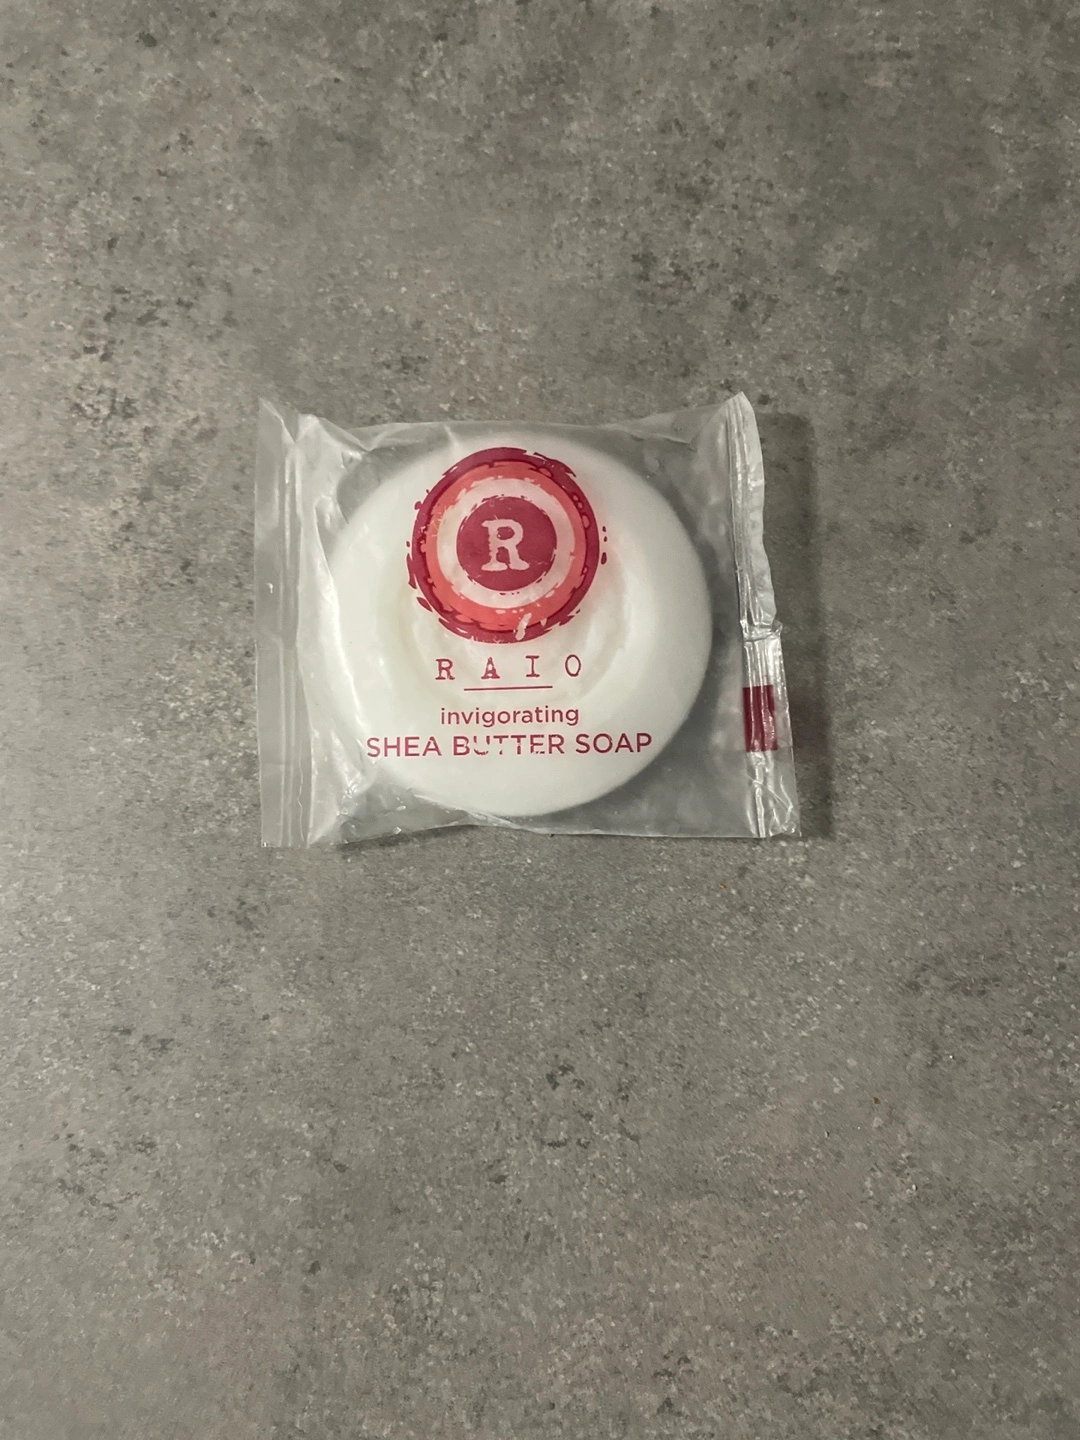 R
RAIO
invigorating
SHEA BUTTER SOAP